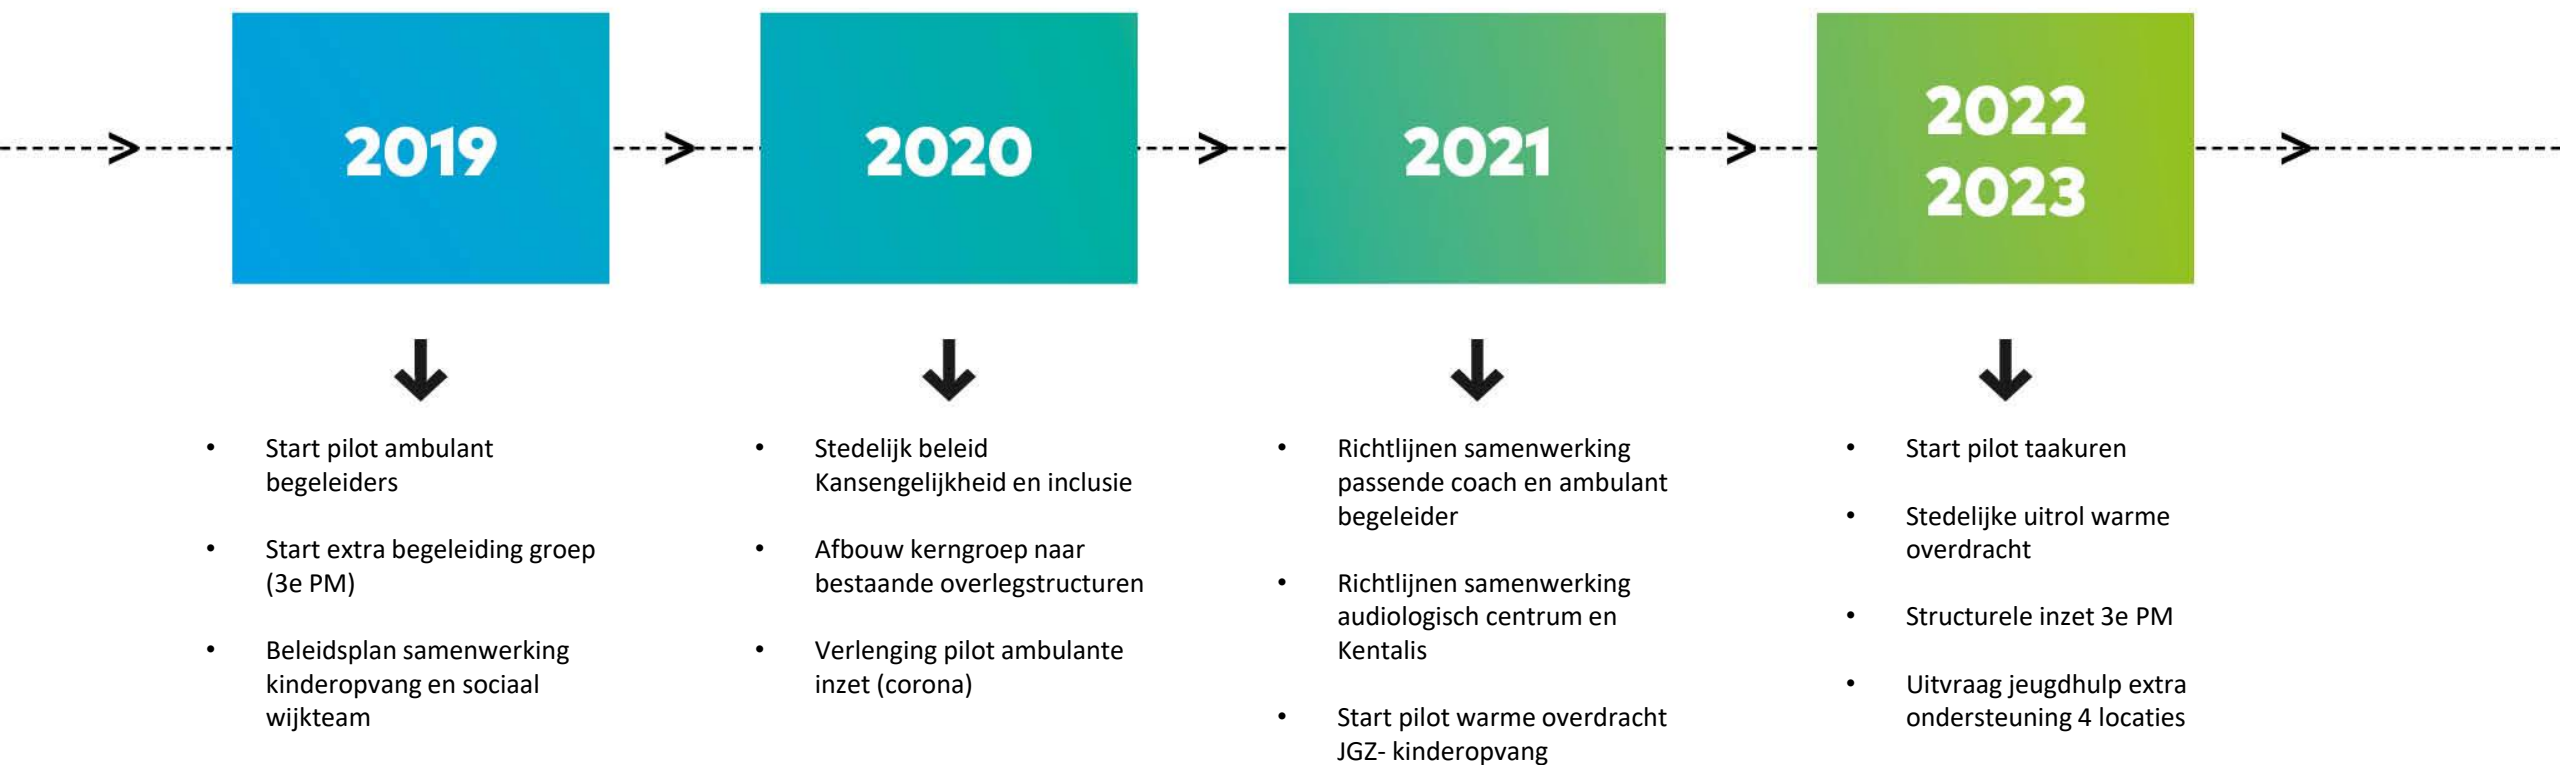 2019
2020
2021
2022
2023
• Start pilot ambulant
begeleiders
• Start extra begeleiding groep
(3e PM)
• Beleidsplan samenwerking
kinderopvang en sociaal
wijkteam
• Stedelijk beleid
Kansengelijkheid en inclusie
• Afbouw kerngroep naar
bestaande overlegstructuren
• Verlenging pilot ambulante
inzet (corona)
• Richtlijnen samenwerking
passende coach en ambulant
begeleider
• Richtlijnen samenwerking
audiologisch centrum en
Kentalis
• Start pilot warme overdracht
JGZ- kinderopvang
• Start pilot taakuren
• Stedelijke uitrol warme
overdracht
• Structurele inzet 3e PM
• Uitvraag jeugdhulp extra
ondersteuning 4 locaties